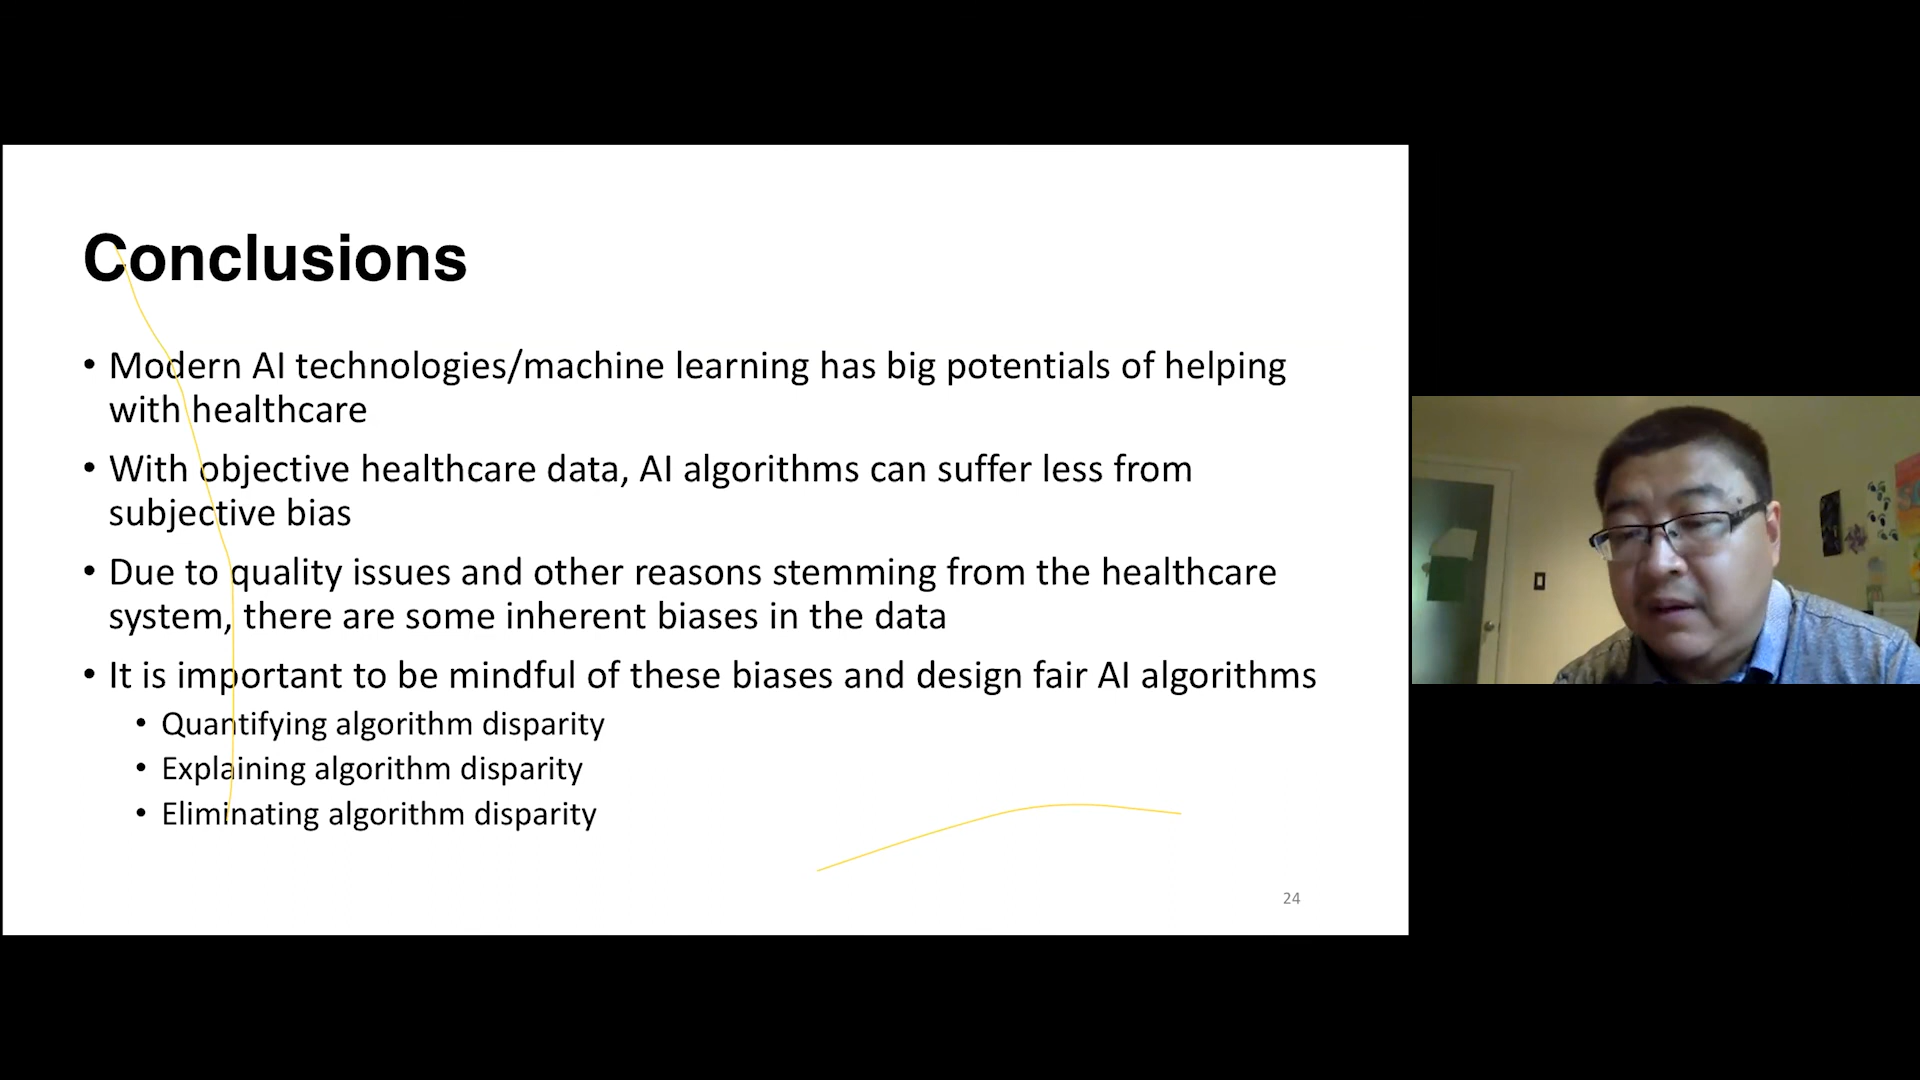 Conclusions
• Modern AI technologies/machine learning has big potentials of helping
with healthcare
• With objective healthcare data, AI algorithms can suffer less from
subjective bias
• Due to quality issues and other reasons stemming from the healthcare
system, there are some inherent biases in the data
• It is important to be mindful of these biases and design fair AI algorithms
• Quantifying algorithm disparity
• Explaining algorithm disparity
• Eliminating algorithm disparity
24